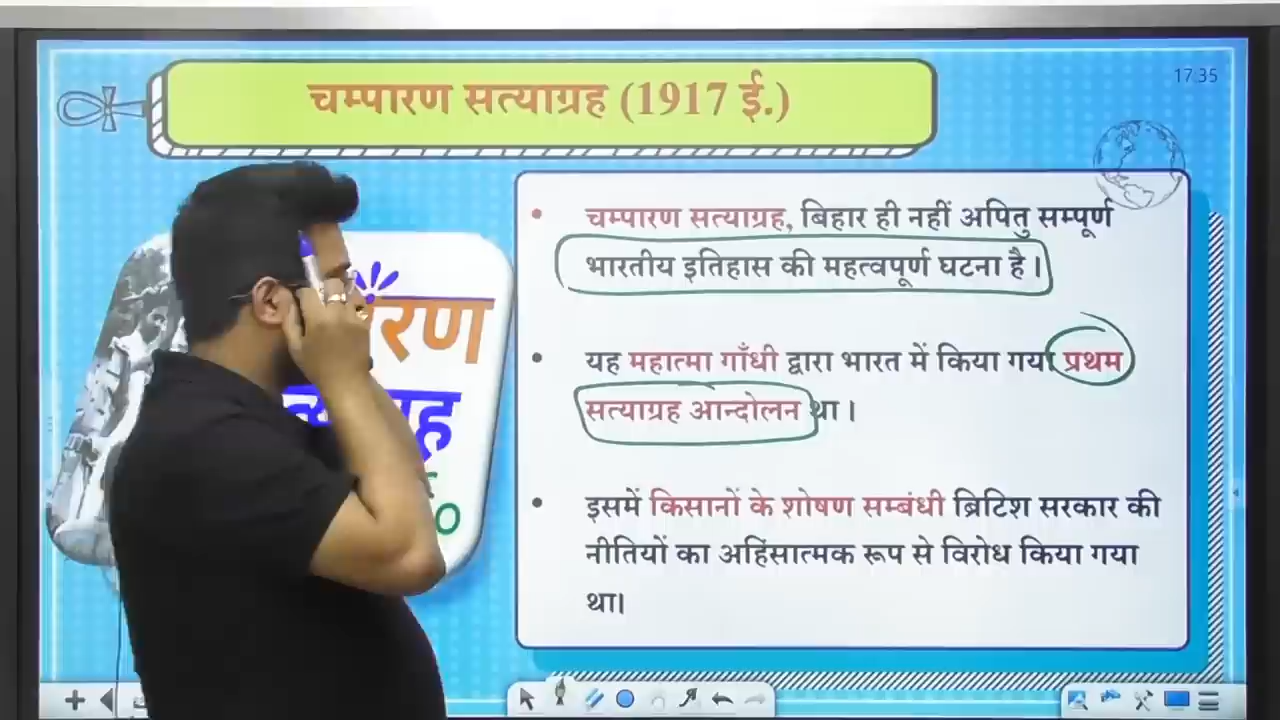 चम्पारण सत्याग्रह (1917 ई.)
17:35
चम्पारण सत्याग्रह, बिहार ही नहीं अपितु सम्पूर्ण
भारतीय इतिहास की महत्वपूर्ण घटना है।
यह महात्मा गाँधी द्वारा भारत में किया गया प्रथम
सत्याग्रह आन्दोलन था।
इसमें किसानों के शोषण सम्बंधी ब्रिटिश सरकार की
नीतियों का अहिंसात्मक रूप से विरोध किया गया
था।